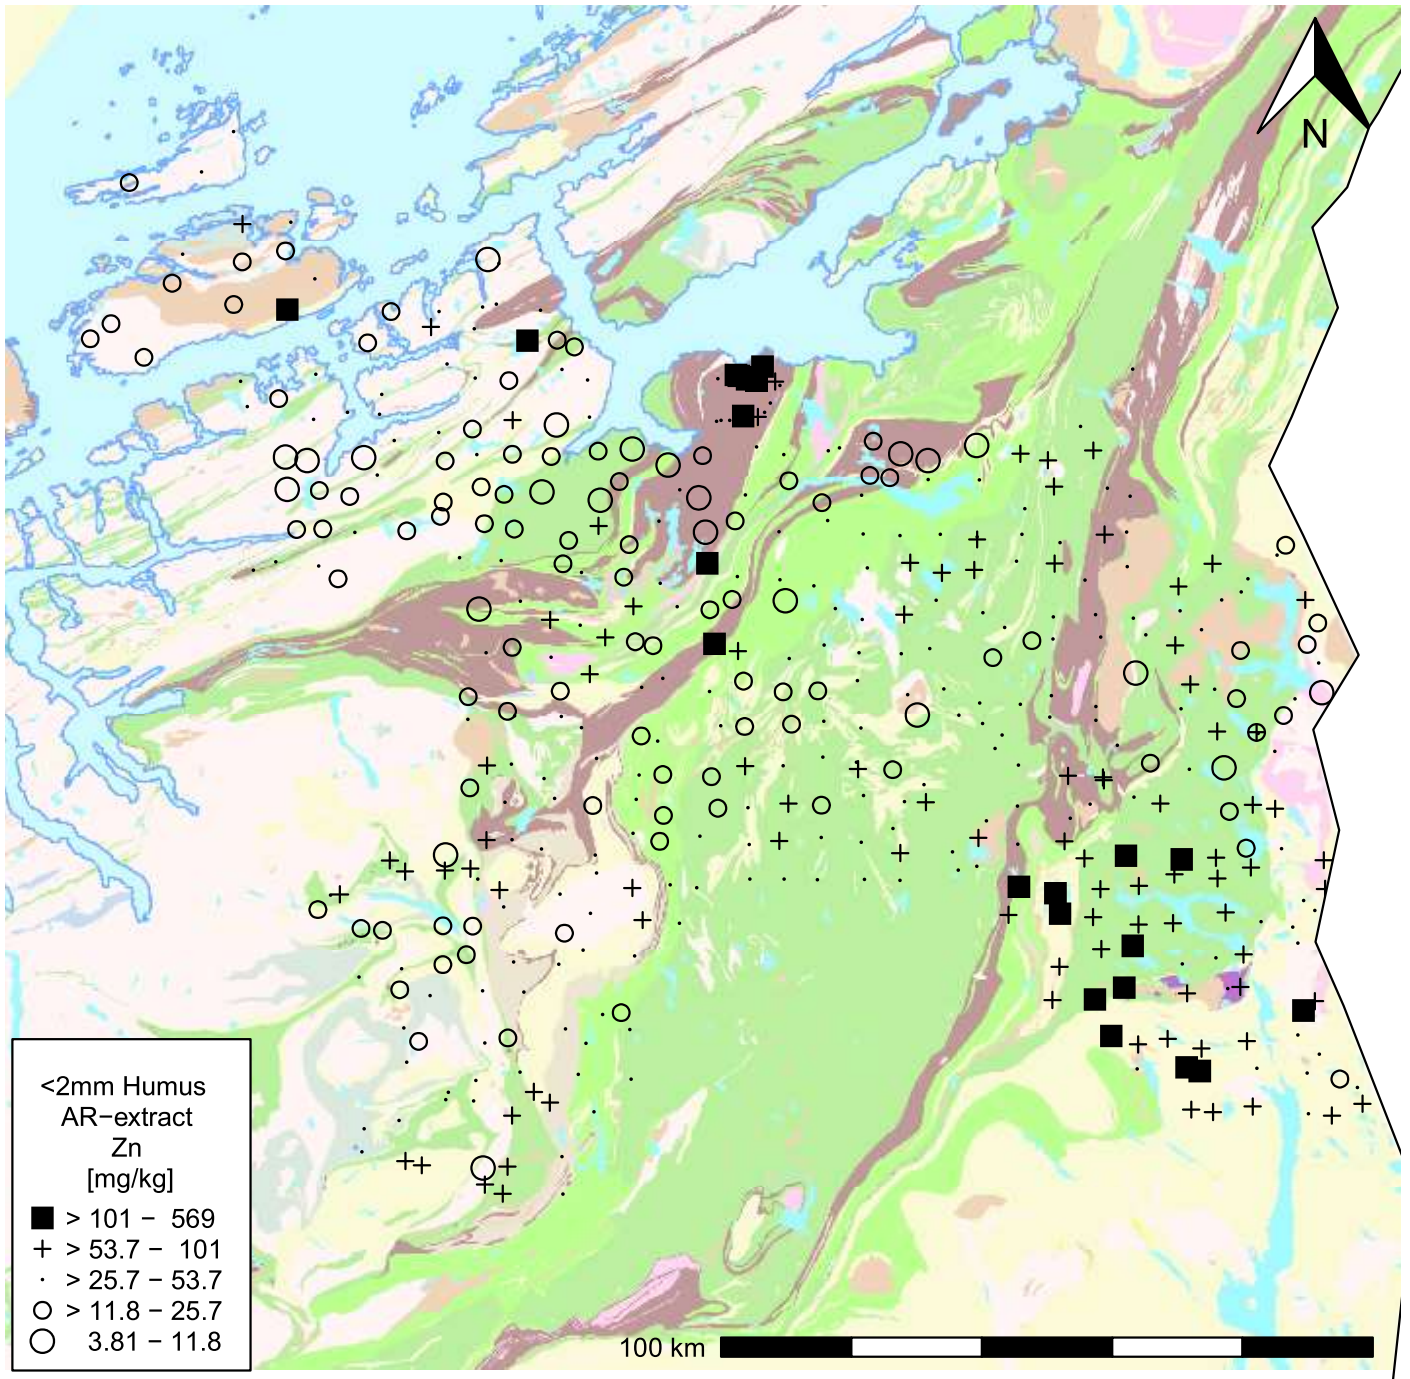 N
<2mm Humus
AR−extract
Zn
[mg/kg]
> 101 − 569
> 53.7 − 101
> 25.7 − 53.7
> 11.8 − 25.7
3.81 − 11.8
100 km